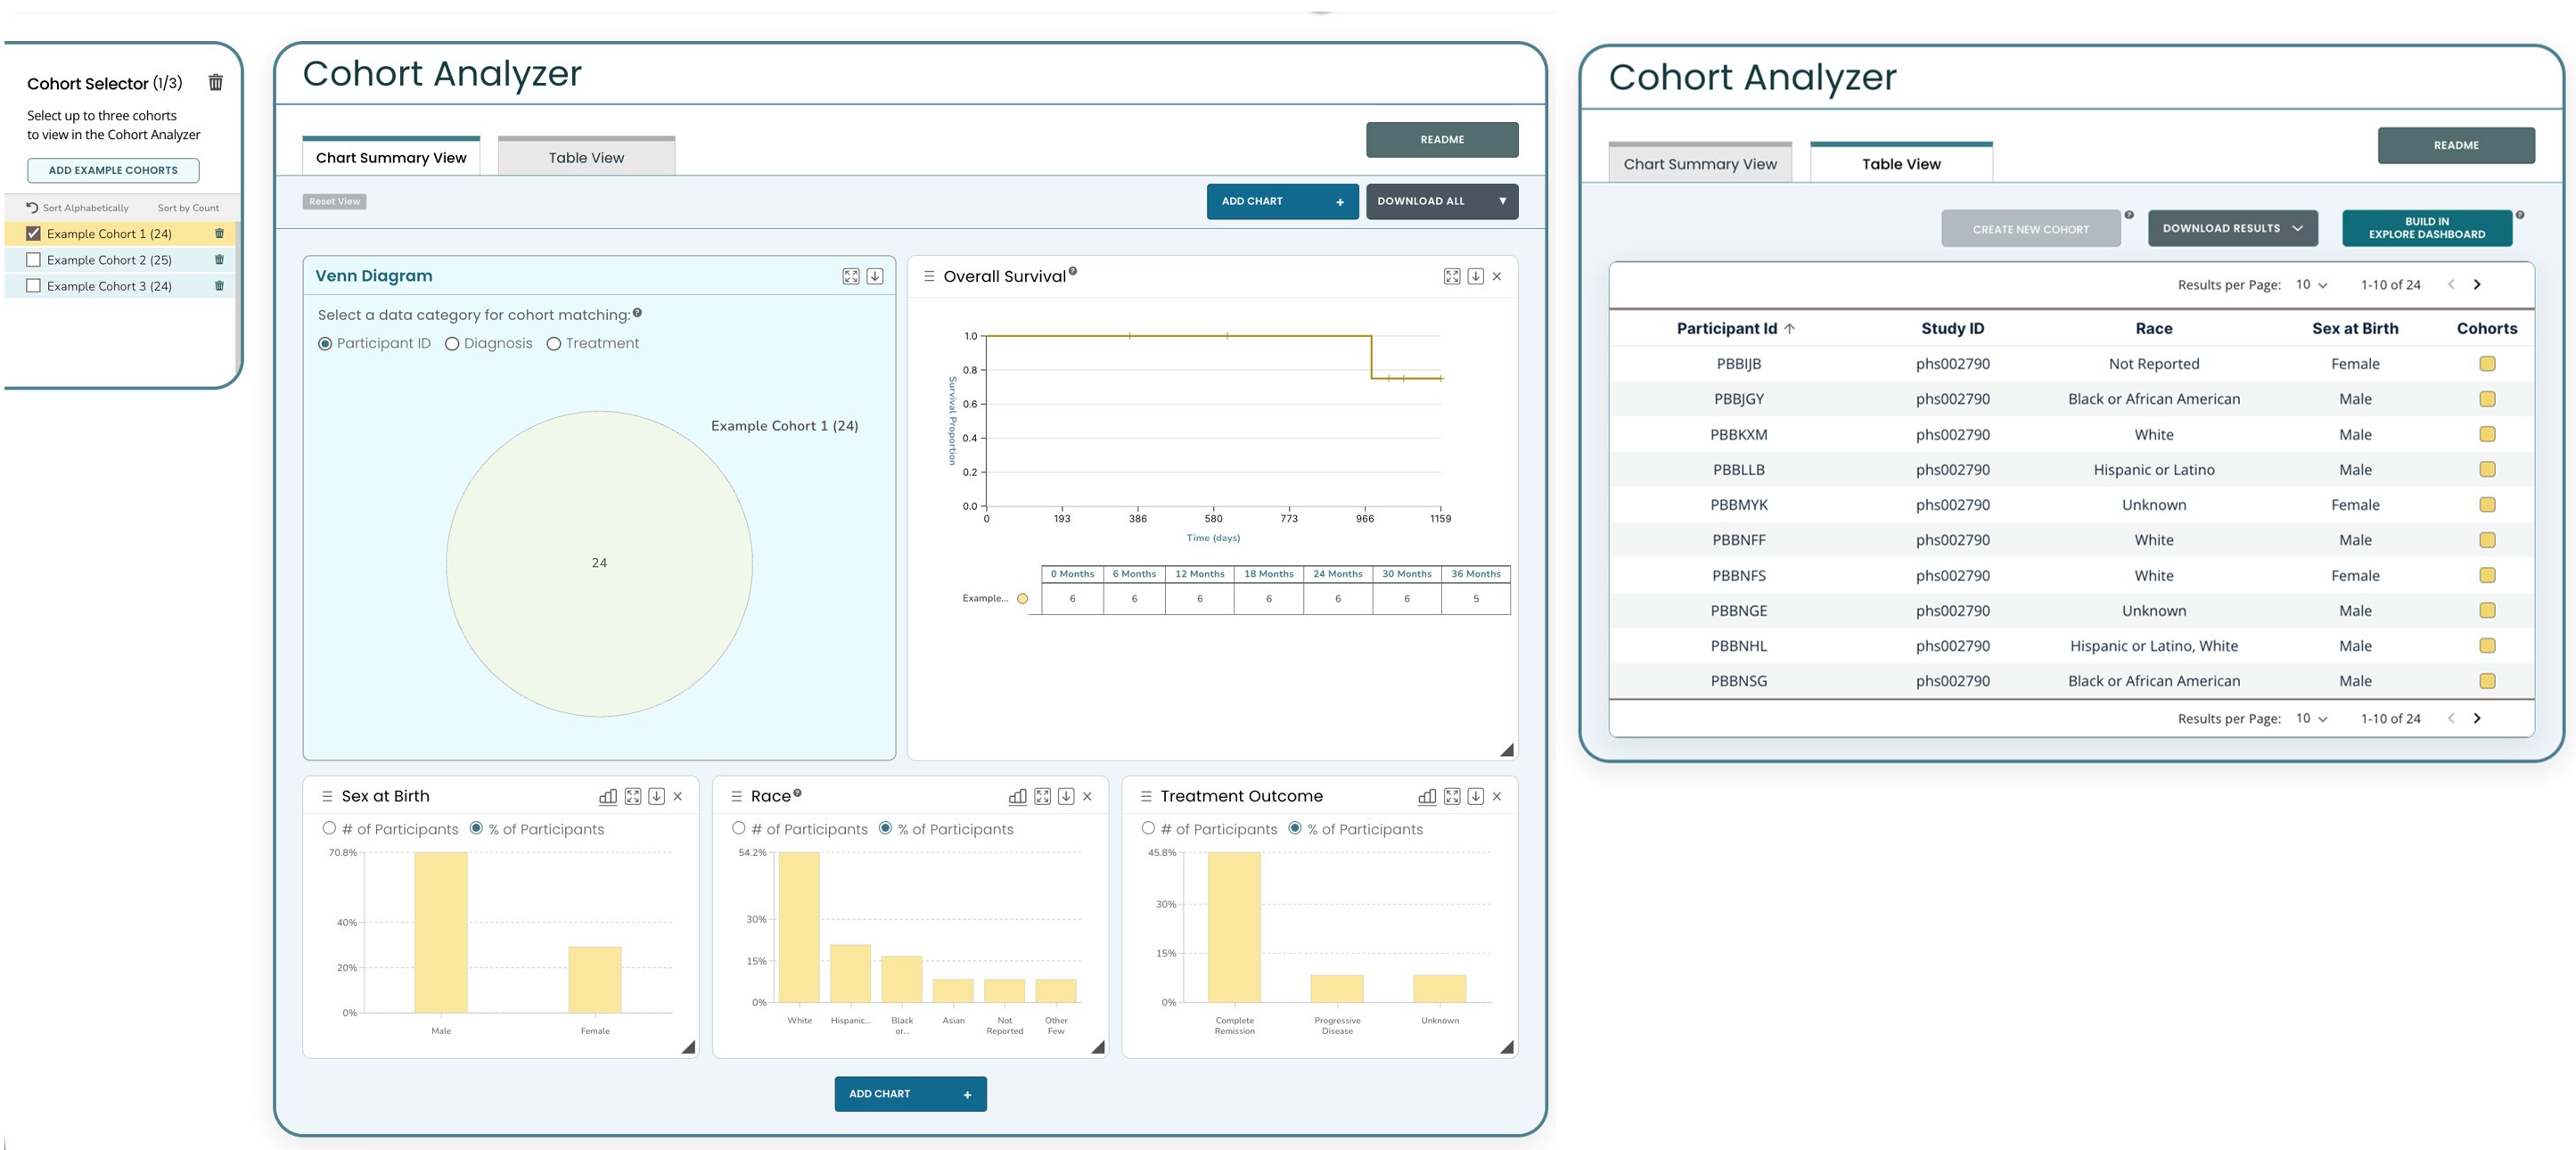 Cohort Selector (1/3)
Select up to three cohorts
to view in the Cohort Analyzer
ADD EXAMPLE COHORTS
Sort Alphabetically Sort by Count
Example Cohort 1 (24)
Example Cohort 2 (25)
Example Cohort 3 (24)
Cohort Analyzer
Chart Summary View Table View README
Reset View ADD CHART + DOWNLOAD ALL
Venn Diagram
Select a data category for cohort matching:
Participant ID Diagnosis Treatment
Example Cohort 1 (24)
24
Overall Survival
1.0
0.8
0.6
0.4
0.2
0.0
Survival Proportion
0 193 386 580 773 966 1159
Time (days)
0 Months 6 Months 12 Months 18 Months 24 Months 30 Months 36 Months
Example... 6 6 6 6 6 6 5
Sex at Birth
# of Participants % of Participants
70.8%
40%
20%
0%
Male Female
Race
# of Participants % of Participants
54.2%
30%
15%
0%
White Hispanic... Black Asian Not Other
or... Reported Few
Treatment Outcome
# of Participants % of Participants
45.8%
30%
15%
0%
Complete Progressive Unknown
Remission Disease
ADD CHART +
Cohort Analyzer
Chart Summary View Table View README
CREATE NEW COHORT ? DOWNLOAD RESULTS BUILD IN ?
EXPLORE DASHBOARD
Results per Page: 10 1-10 of 24
Participant Id Study ID Race Sex at Birth Cohorts
PBBIJB phs002790 Not Reported Female
PBBJGY phs002790 Black or African American Male
PBBKXM phs002790 White Male
PBBLLB phs002790 Hispanic or Latino Male
PBBMYK phs002790 Unknown Female
PBBNFF phs002790 White Male
PBBNFS phs002790 White Female
PBBNGE phs002790 Unknown Male
PBBNHL phs002790 Hispanic or Latino, White Male
PBBNSG phs002790 Black or African American Male
Results per Page: 10 1-10 of 24